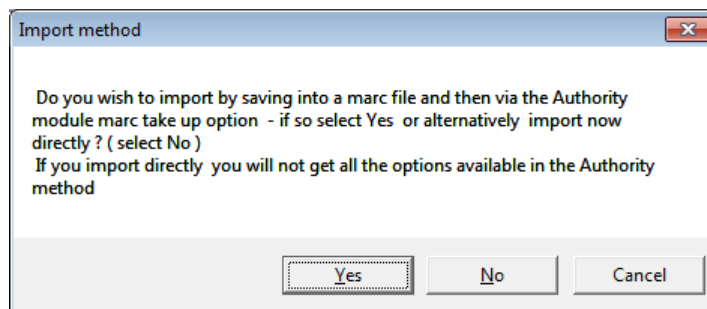 Import method
Do you wish to import by saving into a marc file and then via the Authority
module marc take up option - if so select Yes or alternatively import now
directly ? ( select No )
If you import directly you will not get all the options available in the Authority
method
Yes No Cancel